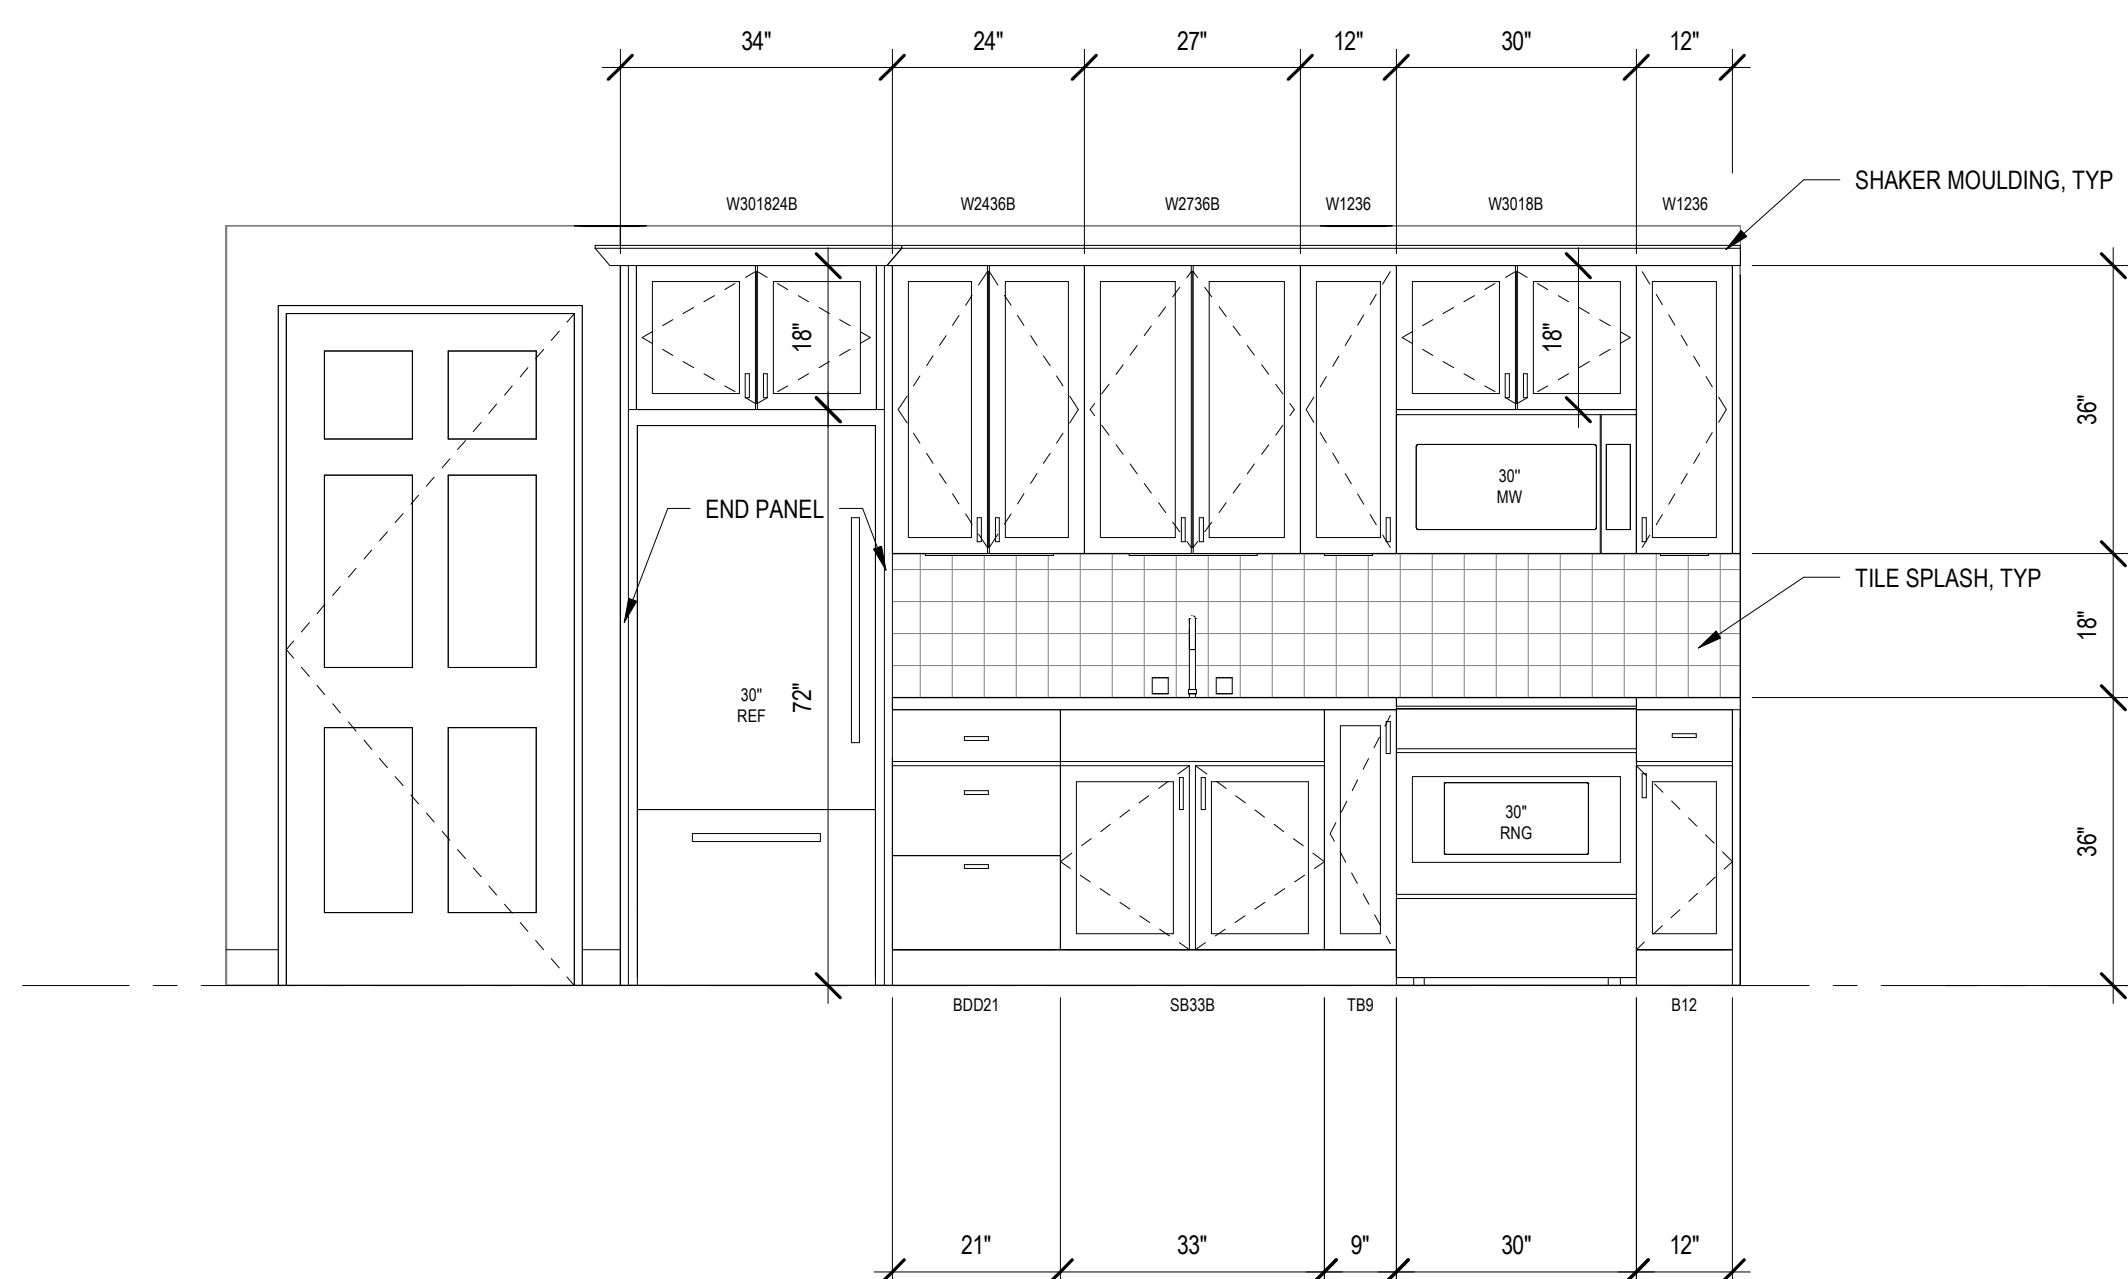 34" 24" 27" 12" 30" 12"
SHAKER MOULDING, TYP
W301824B W2436B W2736B W1236 W3018B W1236
18" 18"
36"
30"
MW
END PANEL
TILE SPLASH, TYP
18"
30"
REF
72"
30"
RNG
36"
BDD21 SB33B TB9 B12
21" 33" 9" 30" 12"